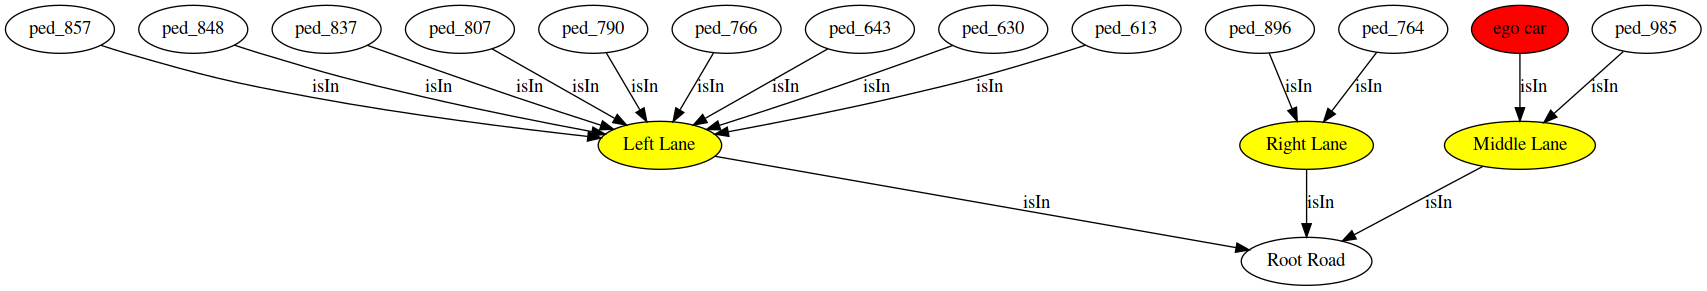 ped_857 ped_848 ped_837 ped_807 ped_790 ped_766 ped_643 ped_630 ped_613 ped_896 ped_764 ego car ped_985
isIn isIn isIn isIn isIn isIn isIn isIn isIn isIn isIn isIn isIn
Left Lane Right Lane Middle Lane
isIn isIn isIn
Root Road